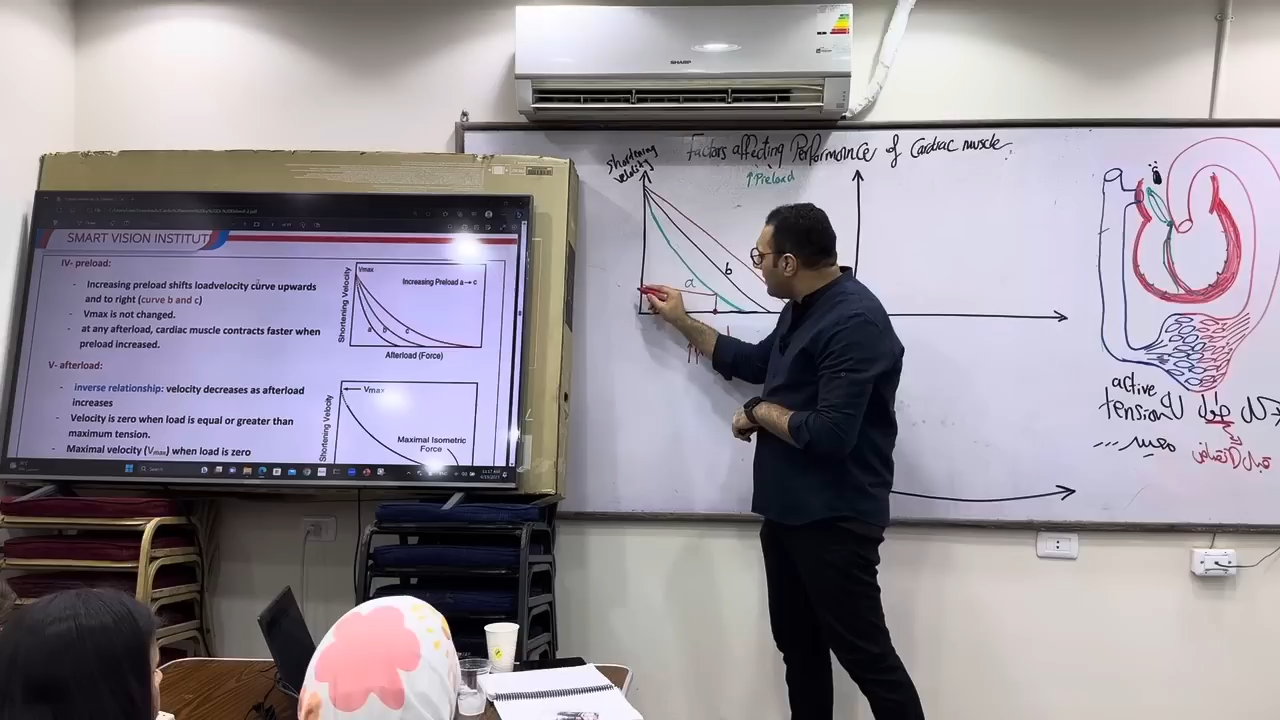 SHARP
Factors affecting Performance of Cardiac muscle
Shortening
velocity
↑Preload
a
b
active
tension
SMART VISION INSTITUT
IV- preload:
- Increasing preload shifts loadvelocity curve upwards
and to right (curve b and c)
- Vmax is not changed.
- at any afterload, cardiac muscle contracts faster when
preload increased.
Vmax
Increasing Preload a→c
Shortening Velocity
a
b
c
Afterload (Force)
V- afterload:
- inverse relationship: velocity decreases as afterload
increases
- Velocity is zero when load is equal or greater than
maximum tension.
- Maximal velocity (Vmax) when load is zero
Vmax
Shortening Velocity
Maximal Isometric
Force